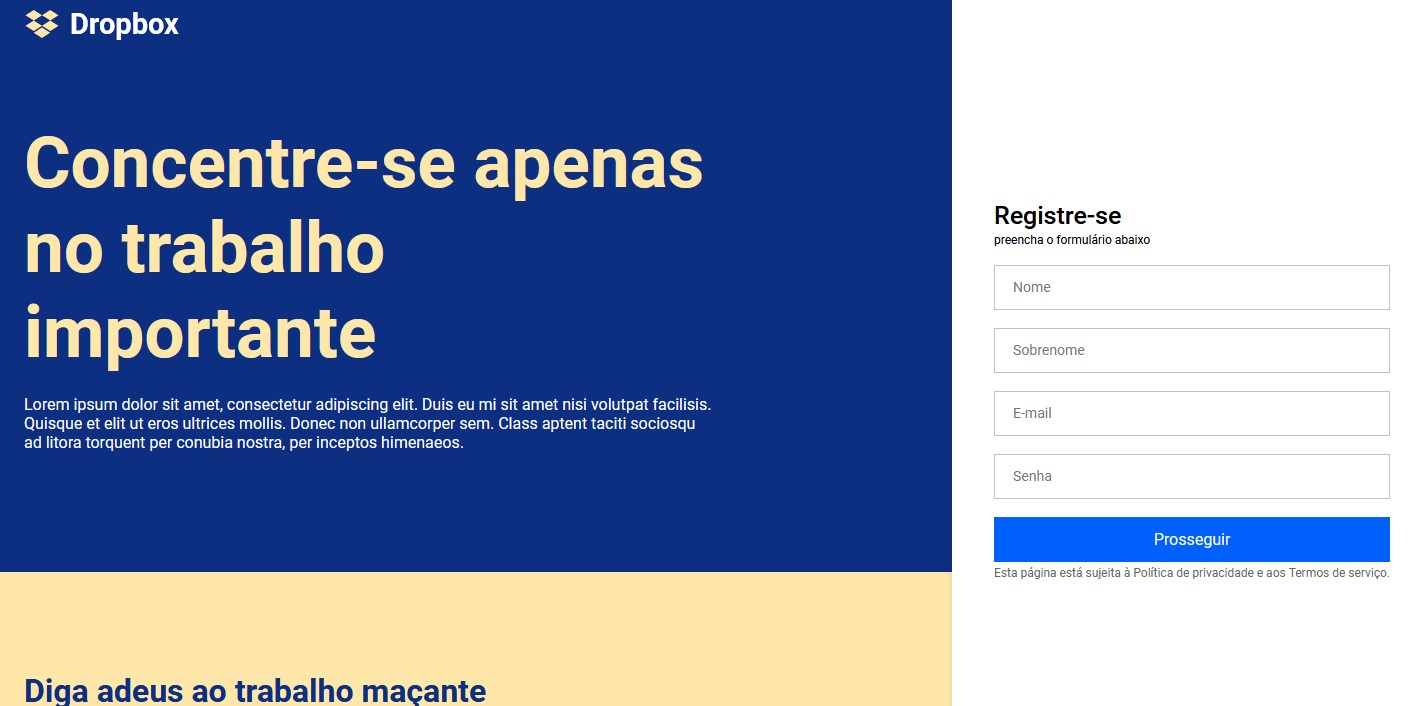 Dropbox
Concentre-se apenas
no trabalho
importante
Lorem ipsum dolor sit amet, consectetur adipiscing elit. Duis eu mi sit amet nisi volutpat facilisis.
Quisque et elit ut eros ultrices mollis. Donec non ullamcorper sem. Class aptent taciti sociosqu
ad litora torquent per conubia nostra, per inceptos himenaeos.
Diga adeus ao trabalho maçante
Registre-se
preencha o formulário abaixo
Nome
Sobrenome
E-mail
Senha
Prosseguir
Esta página está sujeita à Política de privacidade e aos Termos de serviço.